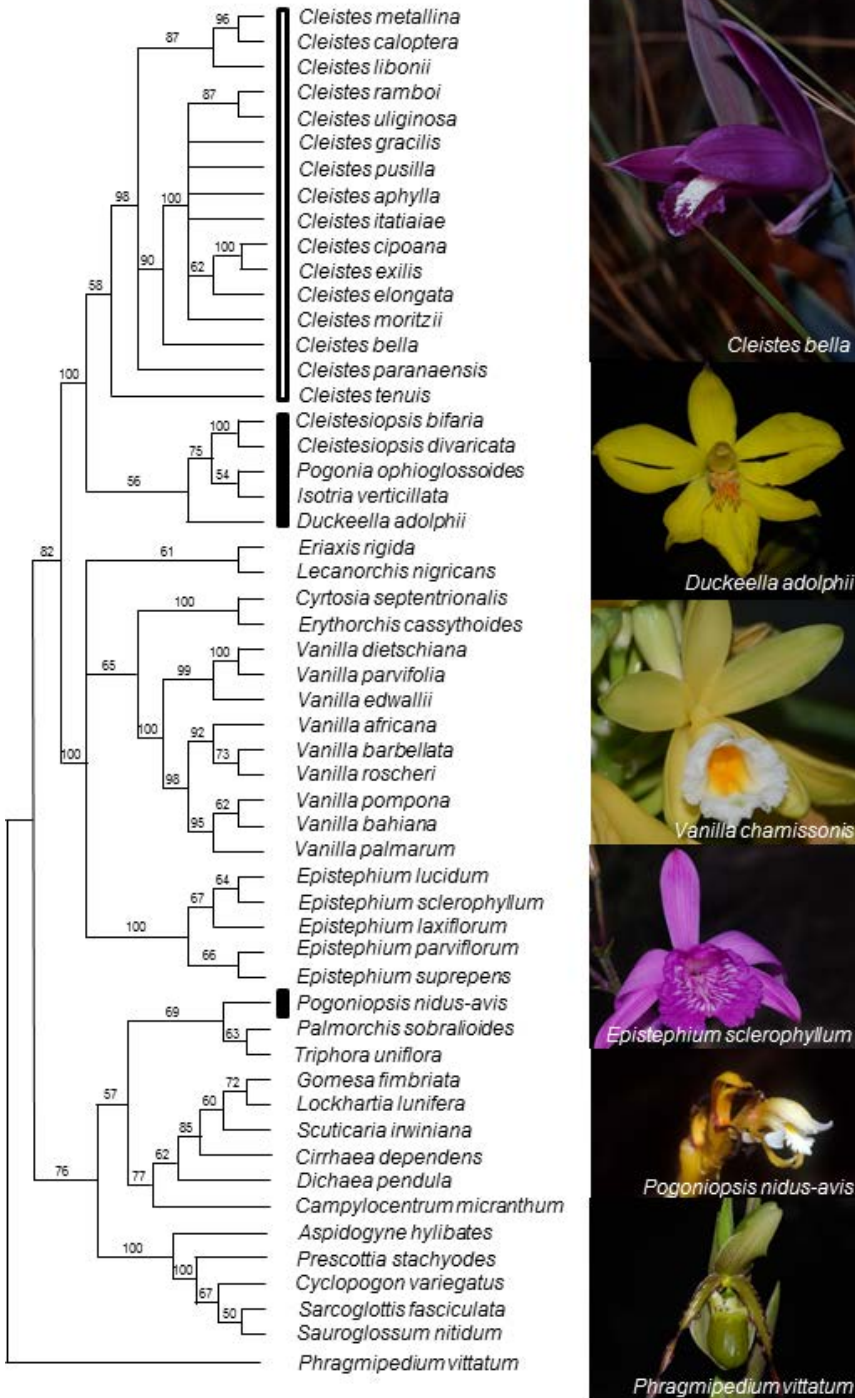 96
Cleistes metallina
87
Cleistes caloptera
Cleistes libonii
87
Cleistes ramboi
Cleistes uliginosa
Cleistes gracilis
Cleistes pusilla
98
100
Cleistes aphylla
Cleistes itatiaiae
90
100
Cleistes cipoana
62
Cleistes exilis
58
Cleistes elongata
Cleistes moritzii
Cleistes bella
Cleistes bella
100
Cleistes paranaensis
Cleistes tenuis
100
Cleistesiopsis bifaria
75
Cleistesiopsis divaricata
56
54
Pogonia ophioglossoides
Isotria verticillata
Duckeella adolphii
82
61
Eriaxis rigida
Lecanorchis nigricans
Duckeella adolphii
100
Cyrtosia septentrionalis
Erythorchis cassythoides
65
99
100
Vanilla dietschiana
Vanilla parvifolia
Vanilla edwallii
100
92
Vanilla africana
100
73
Vanilla barbellata
98
Vanilla roscheri
62
Vanilla pompona
95
Vanilla bahiana
Vanilla chamissonis
Vanilla palmarum
64
Epistephium lucidum
67
Epistephium sclerophyllum
100
Epistephium laxiflorum
66
Epistephium parviflorum
Epistephium suprepens
69
Pogoniopsis nidus-avis
63
Palmorchis sobralioides
Epistephium sclerophyllum
Triphora uniflora
57
72
Gomesa fimbriata
60
Lockhartia lunifera
85
Scuticaria irwiniana
76
77
62
Cirrhaea dependens
Dichaea pendula
Pogoniopsis nidus-avis
Campylocentrum micranthum
100
Aspidogyne hylibates
100
Prescottia stachyodes
67
Cyclopogon variegatus
50
Sarcoglottis fasciculata
Sauroglossum nitidum
Phragmipedium vittatum
Phragmipedium vittatum